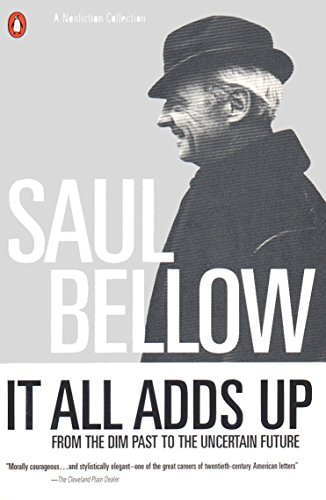 A Nonfiction Collection
SAUL
BELLOW
IT ALL ADDS UP
FROM THE DIM PAST TO THE UNCERTAIN FUTURE
"Morally courageous...and stylistically elegant—one of the great careers of twentieth-century American letters"
—The Cleveland Plain Dealer